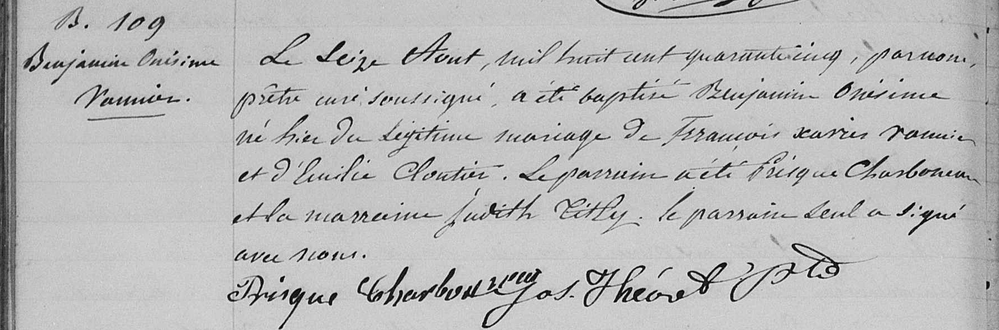 B. 109
Benjamin Onésime
Vannier.
Le Seize Aout, mil huit cent quarante cinq, par nous,
prêtre curé soussigné, a été baptisé Benjamin Onésime
né hier du légitime mariage de François xavier Vannier
et d'Emilie Cloutier. Le parrain a été Prisque Charboneau
et la marraine Judith Titly. le parrain seul a signé
avec nous.
Prisque Charbonneau Jos. Théoret Ptre